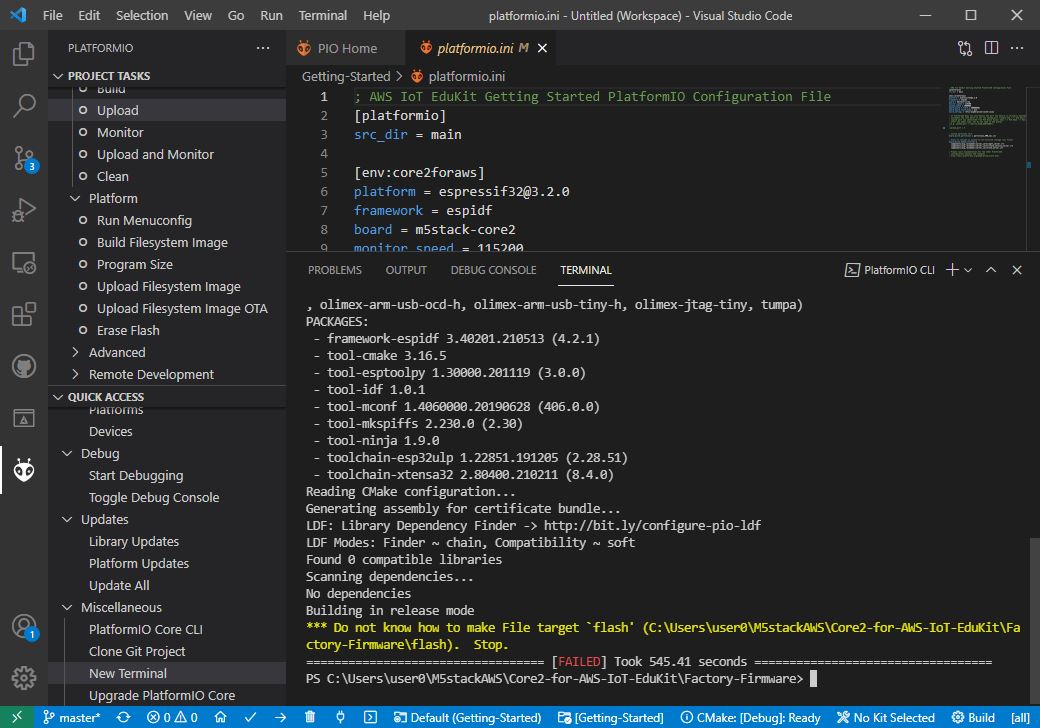 File Edit Selection View Go Run Terminal Help platformio.ini - Untitled (Workspace) - Visual Studio Code
PLATFORMIO ...
PROJECT TASKS
Build
Upload
Monitor
Upload and Monitor
Clean
Platform
Run Menuconfig
Build Filesystem Image
Program Size
Upload Filesystem Image
Upload Filesystem Image OTA
Erase Flash
Advanced
Remote Development
QUICK ACCESS
Platforms
Devices
Debug
Start Debugging
Toggle Debug Console
Updates
Library Updates
Platform Updates
Update All
Miscellaneous
PlatformIO Core CLI
Clone Git Project
New Terminal
Upgrade PlatformIO Core
3
1
PIO Home platformio.ini M
Getting-Started > platformio.ini
1 ; AWS IoT EduKit Getting Started PlatformIO Configuration File
2 [platformio]
3 src_dir = main
4
5 [env:core2foraws]
6 platform = espressif32@3.2.0
7 framework = espidf
8 board = m5stack-core2
9 monitor_speed = 115200
PROBLEMS OUTPUT DEBUG CONSOLE TERMINAL PlatformIO CLI
, olimex-arm-usb-ocd-h, olimex-arm-usb-tiny-h, olimex-jtag-tiny, tumpa)
PACKAGES:
- framework-espidf 3.40201.210513 (4.2.1)
- tool-cmake 3.16.5
- tool-esptoolpy 1.30000.201119 (3.0.0)
- tool-idf 1.0.1
- tool-mconf 1.4060000.20190628 (406.0.0)
- tool-mkspiffs 2.230.0 (2.30)
- tool-ninja 1.9.0
- toolchain-esp32ulp 1.22851.191205 (2.28.51)
- toolchain-xtensa32 2.80400.210211 (8.4.0)
Reading CMake configuration...
Generating assembly for certificate bundle...
LDF: Library Dependency Finder -> http://bit.ly/configure-pio-ldf
LDF Modes: Finder ~ chain, Compatibility ~ soft
Found 0 compatible libraries
Scanning dependencies...
No dependencies
Building in release mode
*** Do not know how to make File target `flash' (C:\Users\user0\M5stackAWS\Core2-for-AWS-IoT-EduKit\Fa
ctory-Firmware\flash).  Stop.
================================== [FAILED] Took 545.41 seconds ==================================
PS C:\Users\user0\M5stackAWS\Core2-for-AWS-IoT-EduKit\Factory-Firmware>
master* 0 0 Default (Getting-Started) [Getting-Started] CMake: [Debug]: Ready No Kit Selected Build [all]